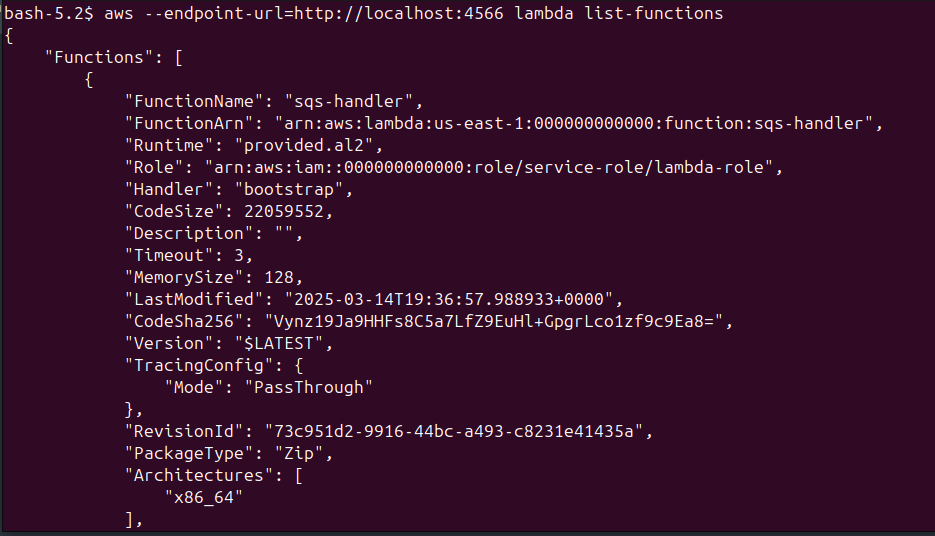 bash-5.2$ aws --endpoint-url=http://localhost:4566 lambda list-functions
{
    "Functions": [
        {
            "FunctionName": "sqs-handler",
            "FunctionArn": "arn:aws:lambda:us-east-1:000000000000:function:sqs-handler",
            "Runtime": "provided.al2",
            "Role": "arn:aws:iam::000000000000:role/service-role/lambda-role",
            "Handler": "bootstrap",
            "CodeSize": 22059552,
            "Description": "",
            "Timeout": 3,
            "MemorySize": 128,
            "LastModified": "2025-03-14T19:36:57.988933+0000",
            "CodeSha256": "Vynz19Ja9HHFs8C5a7LfZ9EuHl+GpgrLco1zf9c9Ea8=",
            "Version": "$LATEST",
            "TracingConfig": {
                "Mode": "PassThrough"
            },
            "RevisionId": "73c951d2-9916-44bc-a493-c8231e41435a",
            "PackageType": "Zip",
            "Architectures": [
                "x86_64"
            ],